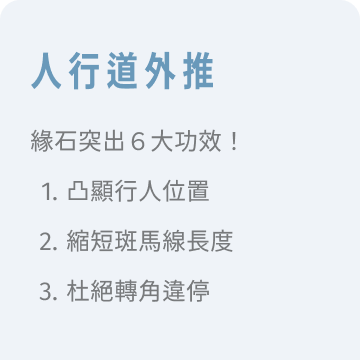 人行道外推
緣石突出６大功效！
1. 凸顯行人位置
2. 縮短斑馬線長度
3. 杜絕轉角違停